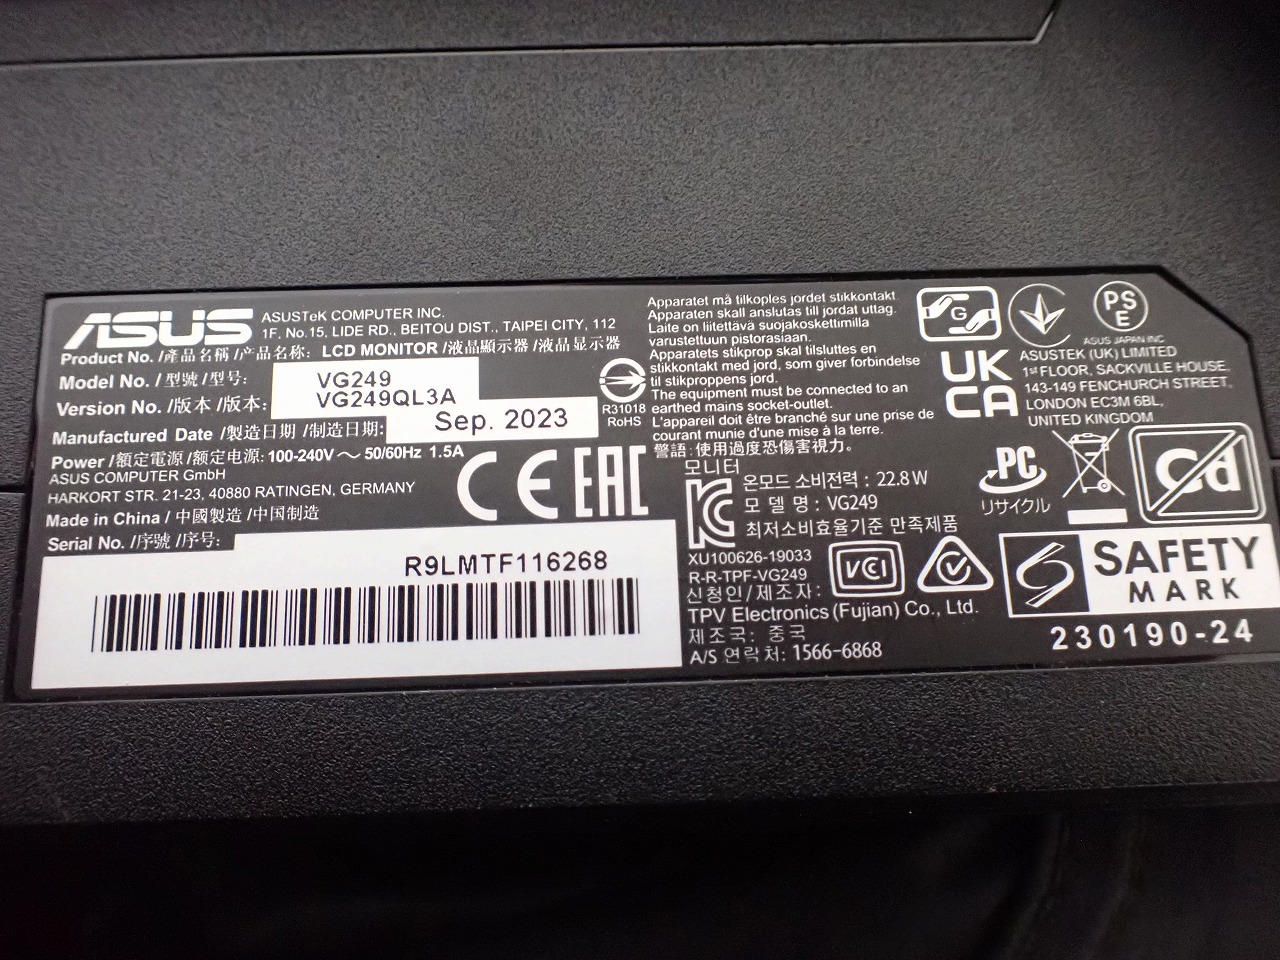 ASUS
ASUSTeK COMPUTER INC.
1F, No.15, LIDE RD., BEITOU DIST., TAIPEI CITY, 112
Product No. /產品名稱 /产品名称: LCD MONITOR /液晶顯示器 /液晶显示器
Model No. / 型號 /型号: VG249
Version No. /版本 /版本: VG249QL3A
Manufactured Date /製造日期 /制造日期: Sep. 2023
Power /額定電源 /额定电源: 100-240V～ 50/60Hz 1.5A
ASUS COMPUTER GmbH
HARKORT STR. 21-23, 40880 RATINGEN, GERMANY
Made in China / 中國製造 /中国制造
Serial No. /序號 /序号:
R9LMTF116268
CE EAC
R31018
RoHS
Apparatet må tilkoples jordet stikkontakt
Apparaten skall anslutas till jordat uttag.
Laite on liitettävä suojakoskettimilla
varustettuun pistorasiaan.
Apparatets stikprop skal tilsluttes en
stikkontakt med jord, som giver forbindelse
til stikproppens jord.
The equipment must be connected to an
earthed mains socket-outlet.
L'appareil doit être branché sur une prise de
courant munie d'une mise à la terre.
警語: 使用過度恐傷害視力。
모니터
온모드 소비전력 : 22.8W
모 델 명 : VG249
최저소비효율기준 만족제품
XU100626-19033
R-R-TPF-VG249
신청인/제조자 :
TPV Electronics (Fujian) Co., Ltd.
제조국: 중국
A/S 연락처: 1566-6868
VCCI
G
PS
E
ASUS JAPAN INC
UK
CA
ASUSTEK (UK) LIMITED
1ST FLOOR, SACKVILLE HOUSE,
143-149 FENCHURCH STREET,
LONDON EC3M 6BL,
UNITED KINGDOM
PC
リサイクル
Cd
SAFETY
MARK
230190-24